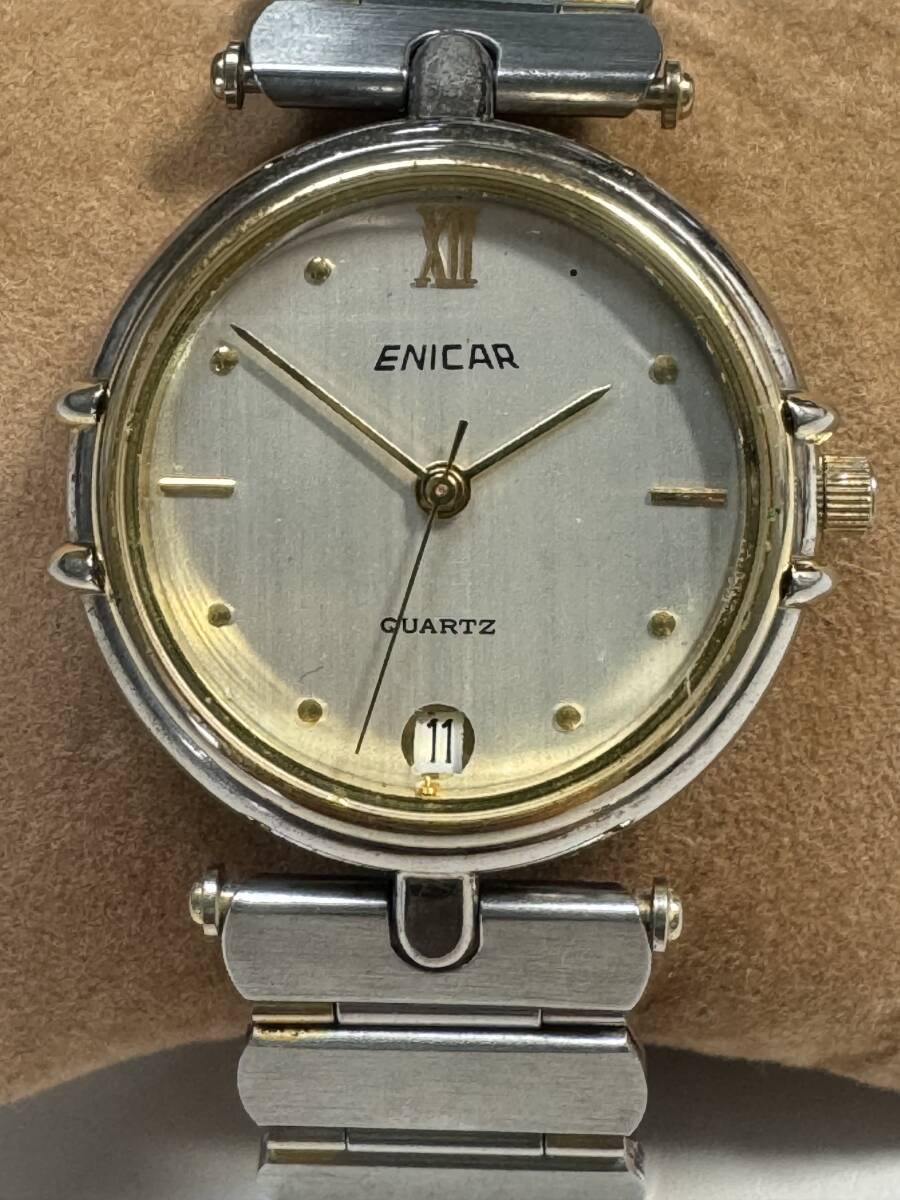 XII
ENICAR
QUARTZ
11